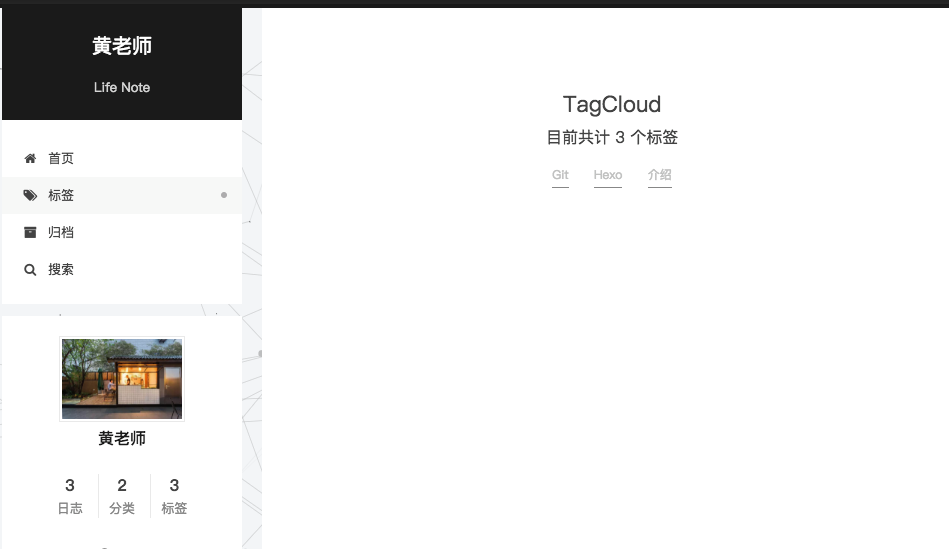 黄老师
Life Note
首页
标签
归档
搜索
黄老师
3 2 3
日志 分类 标签
TagCloud
目前共计 3 个标签
Git Hexo 介绍